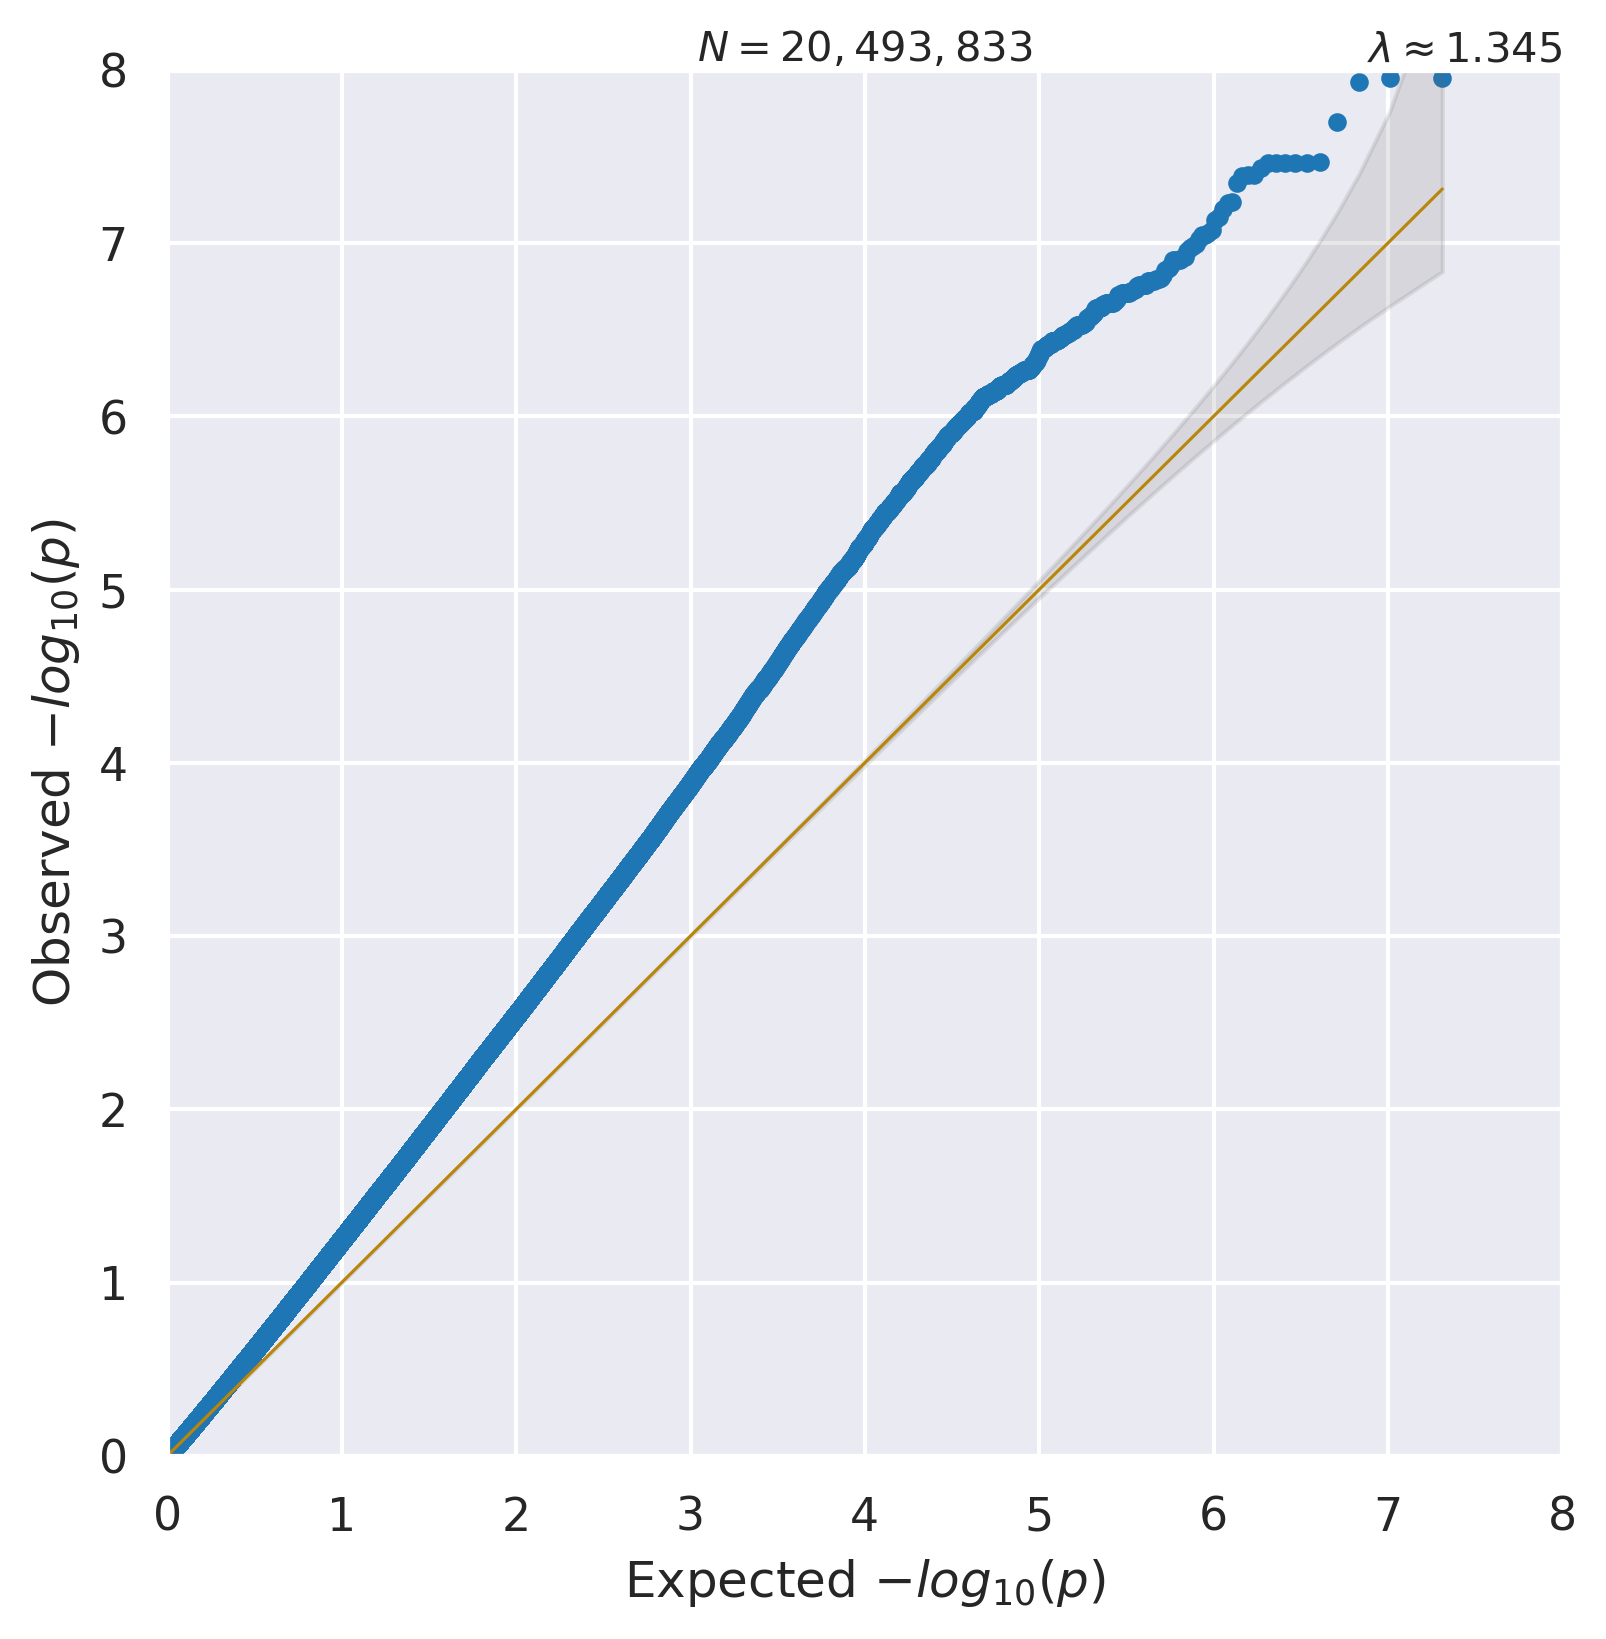 N = 20,493,833
λ ≈ 1.345
8
7
6
5
4
3
2
1
0
Observed −log₁₀(p)
0 1 2 3 4 5 6 7 8
Expected −log₁₀(p)